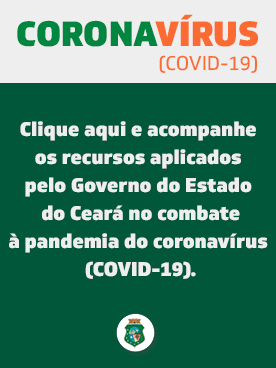 CORONAVÍRUS
(COVID-19)
Clique aqui e acompanhe
os recursos aplicados
pelo Governo do Estado
do Ceará no combate
à pandemia do coronavírus
(COVID-19).